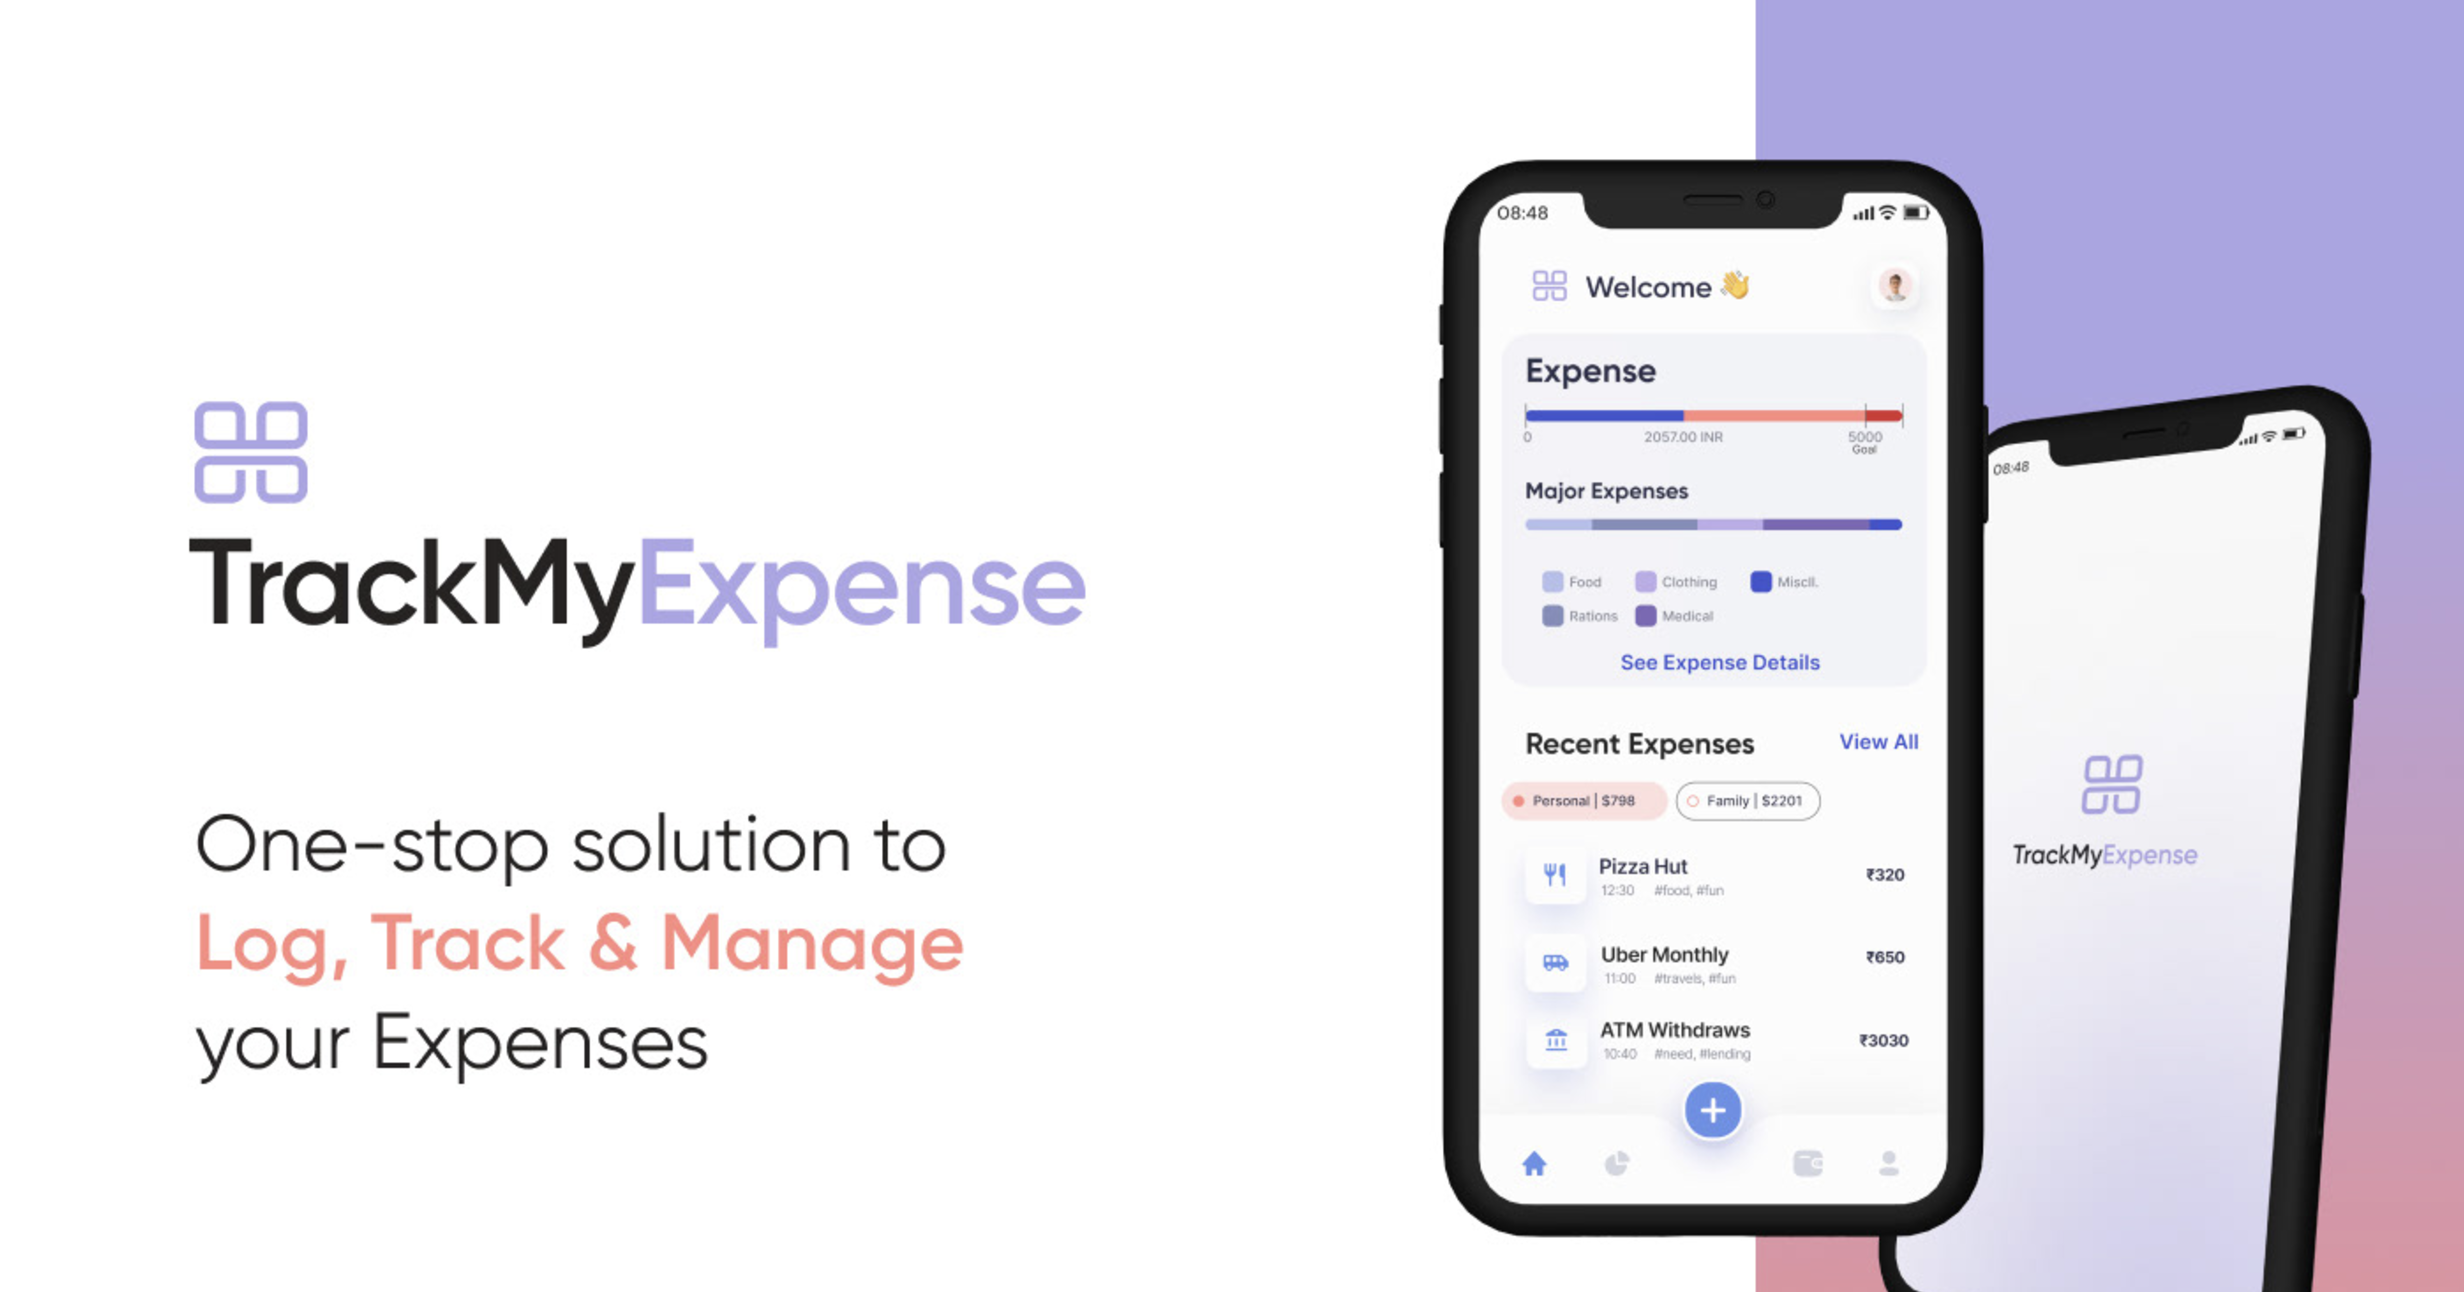 TrackMyExpense
One-stop solution to
Log, Track & Manage
your Expenses
08:48
Welcome 👋
Expense
0 2057.00 INR 5000
Goal
Major Expenses
Food Clothing Miscll.
Rations Medical
See Expense Details
Recent Expenses View All
Personal | $798 Family | $2201
Pizza Hut ₹320
12:30 #food, #fun
Uber Monthly ₹650
11:00 #travels, #fun
ATM Withdraws ₹3030
10:40 #need, #lending
08:48
TrackMyExpense